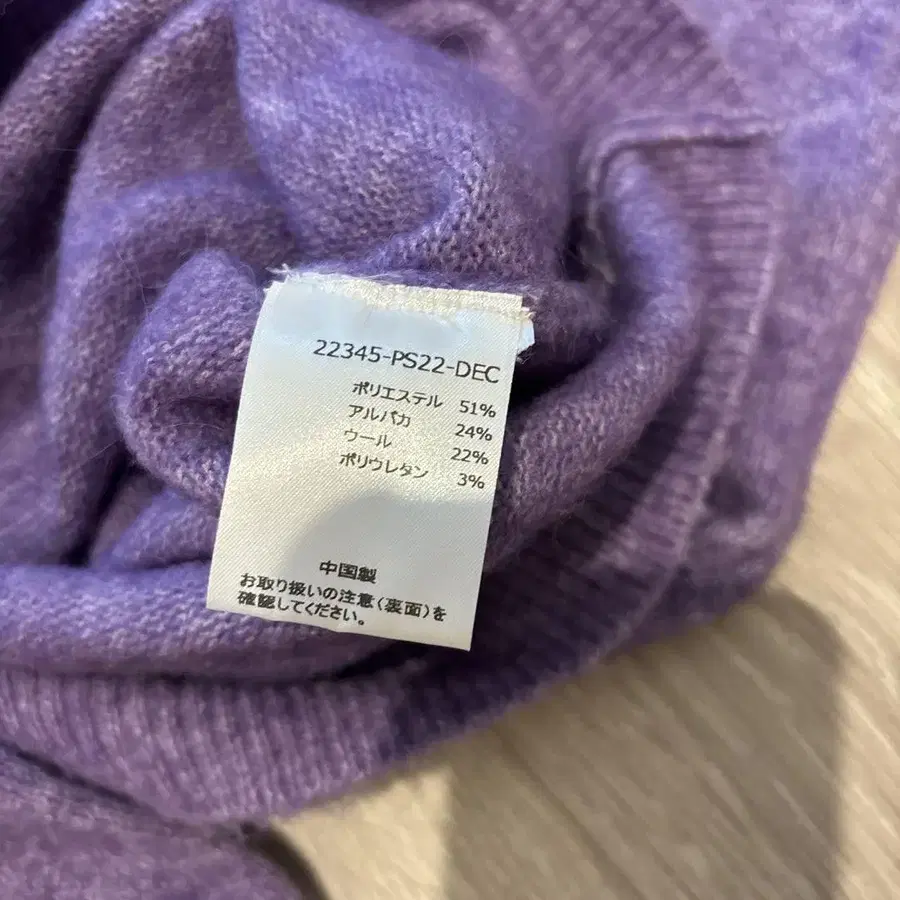 22345-PS22-DEC
ポリエステル 51%
アルパカ 24%
ウール 22%
ポリウレタン 3%
中国製
お取り扱いの注意(裏面)を
確認してください。